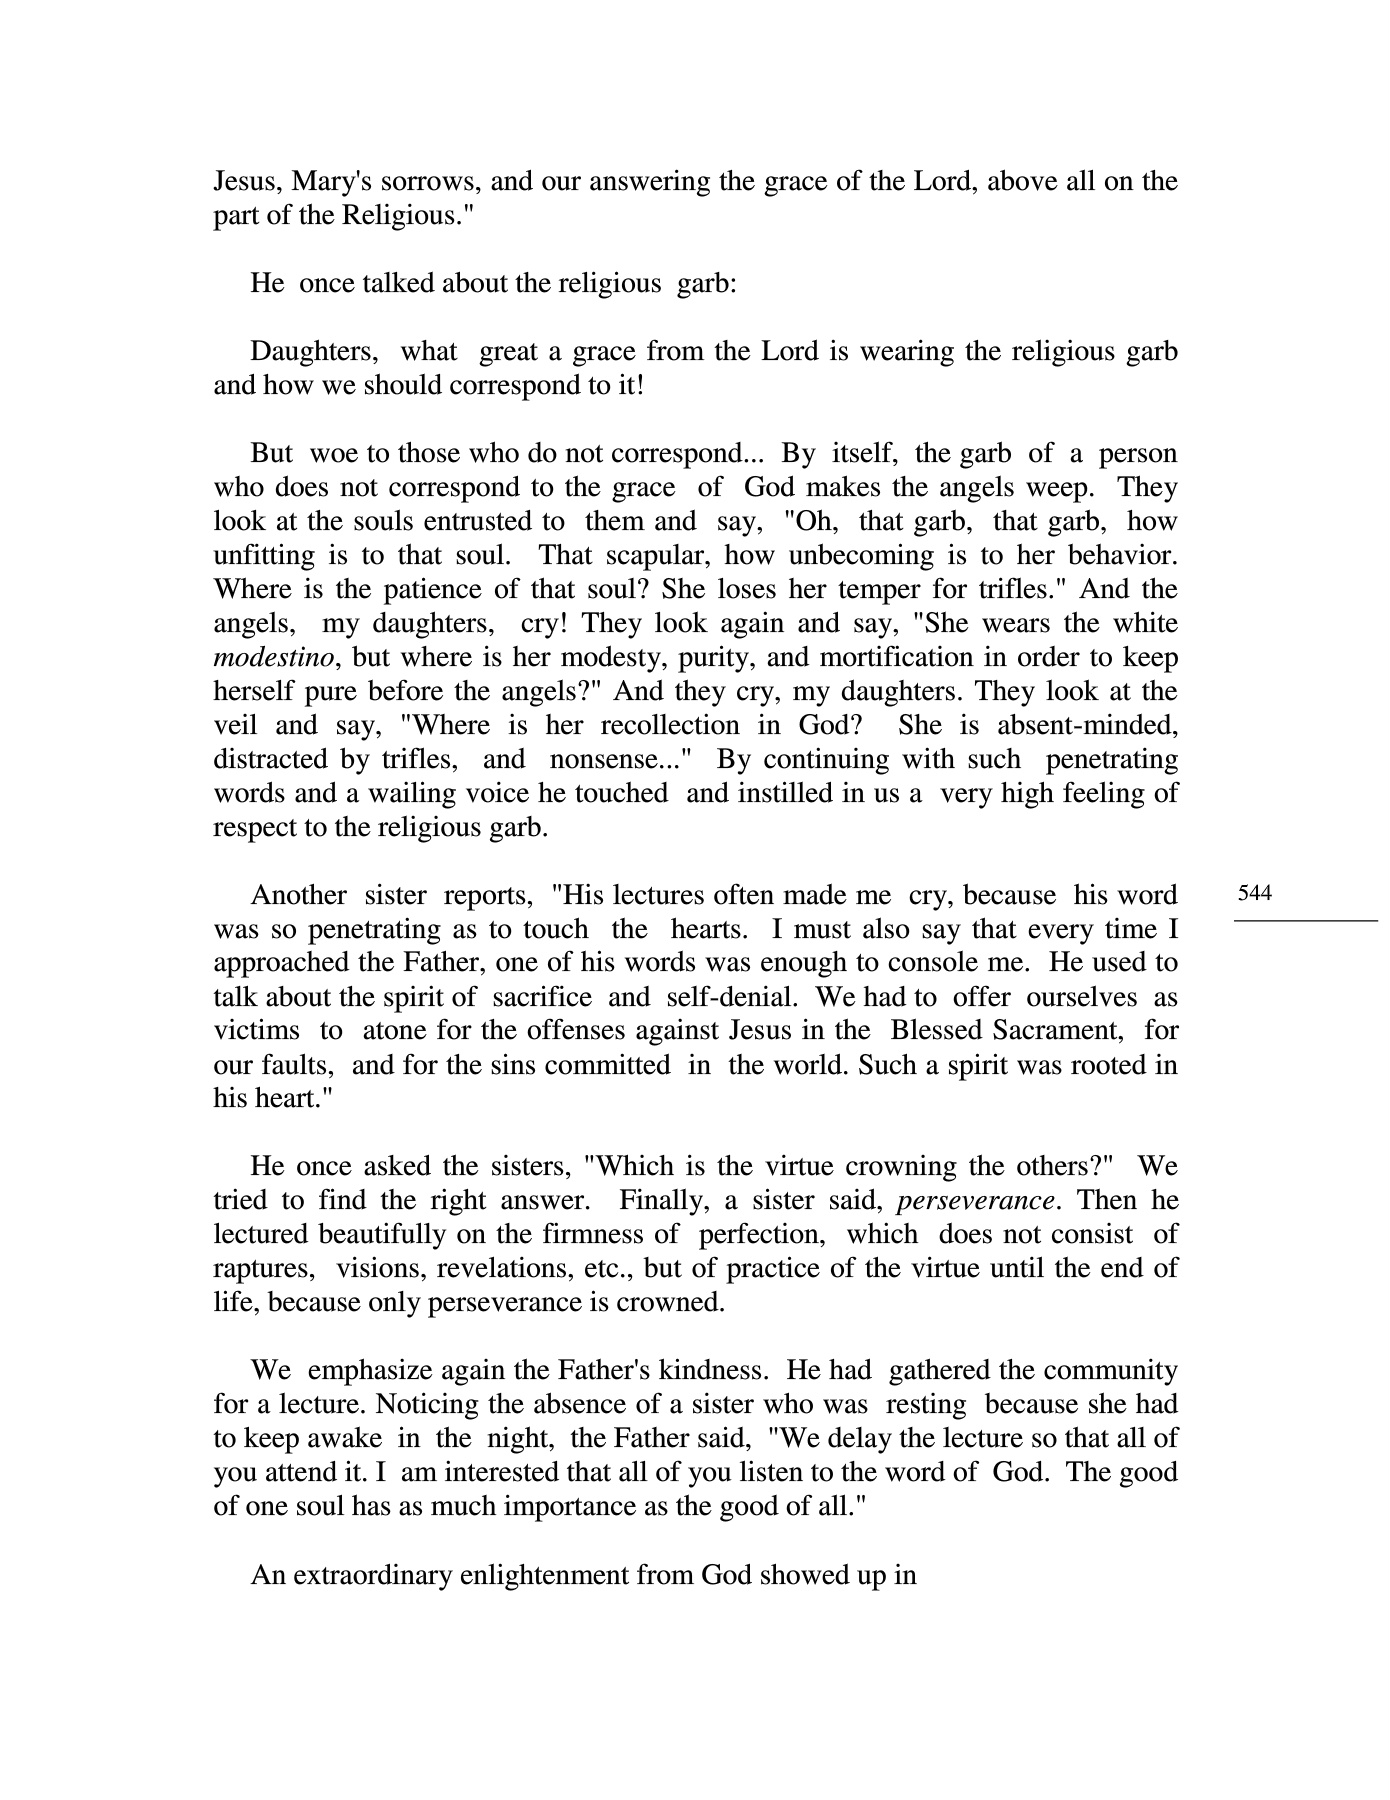 Jesus, Mary's sorrows, and our answering the grace of the Lord, above all on the
part of the Religious."
He once talked about the religious garb:
Daughters, what great a grace from the Lord is wearing the religious garb
and how we should correspond to it!
But woe to those who do not correspond... By itself, the garb of a person
who does not correspond to the grace of God makes the angels weep. They
look at the souls entrusted to them and say, "Oh, that garb, that garb, how
unfitting is to that soul. That scapular, how unbecoming is to her behavior.
Where is the patience of that soul? She loses her temper for trifles." And the
angels, my daughters, cry! They look again and say, "She wears the white
modestino, but where is her modesty, purity, and mortification in order to keep
herself pure before the angels?" And they cry, my daughters. They look at the
veil and say, "Where is her recollection in God? She is absent-minded,
distracted by trifles, and nonsense..." By continuing with such penetrating
words and a wailing voice he touched and instilled in us a very high feeling of
respect to the religious garb.
Another sister reports, "His lectures often made me cry, because his word
was so penetrating as to touch the hearts. I must also say that every time I
approached the Father, one of his words was enough to console me. He used to
talk about the spirit of sacrifice and self-denial. We had to offer ourselves as
victims to atone for the offenses against Jesus in the Blessed Sacrament, for
our faults, and for the sins committed in the world. Such a spirit was rooted in
his heart."
He once asked the sisters, "Which is the virtue crowning the others?" We
tried to find the right answer. Finally, a sister said, perseverance. Then he
lectured beautifully on the firmness of perfection, which does not consist of
raptures, visions, revelations, etc., but of practice of the virtue until the end of
life, because only perseverance is crowned.
We emphasize again the Father's kindness. He had gathered the community
for a lecture. Noticing the absence of a sister who was resting because she had
to keep awake in the night, the Father said, "We delay the lecture so that all of
you attend it. I am interested that all of you listen to the word of God. The good
of one soul has as much importance as the good of all."
An extraordinary enlightenment from God showed up in
544